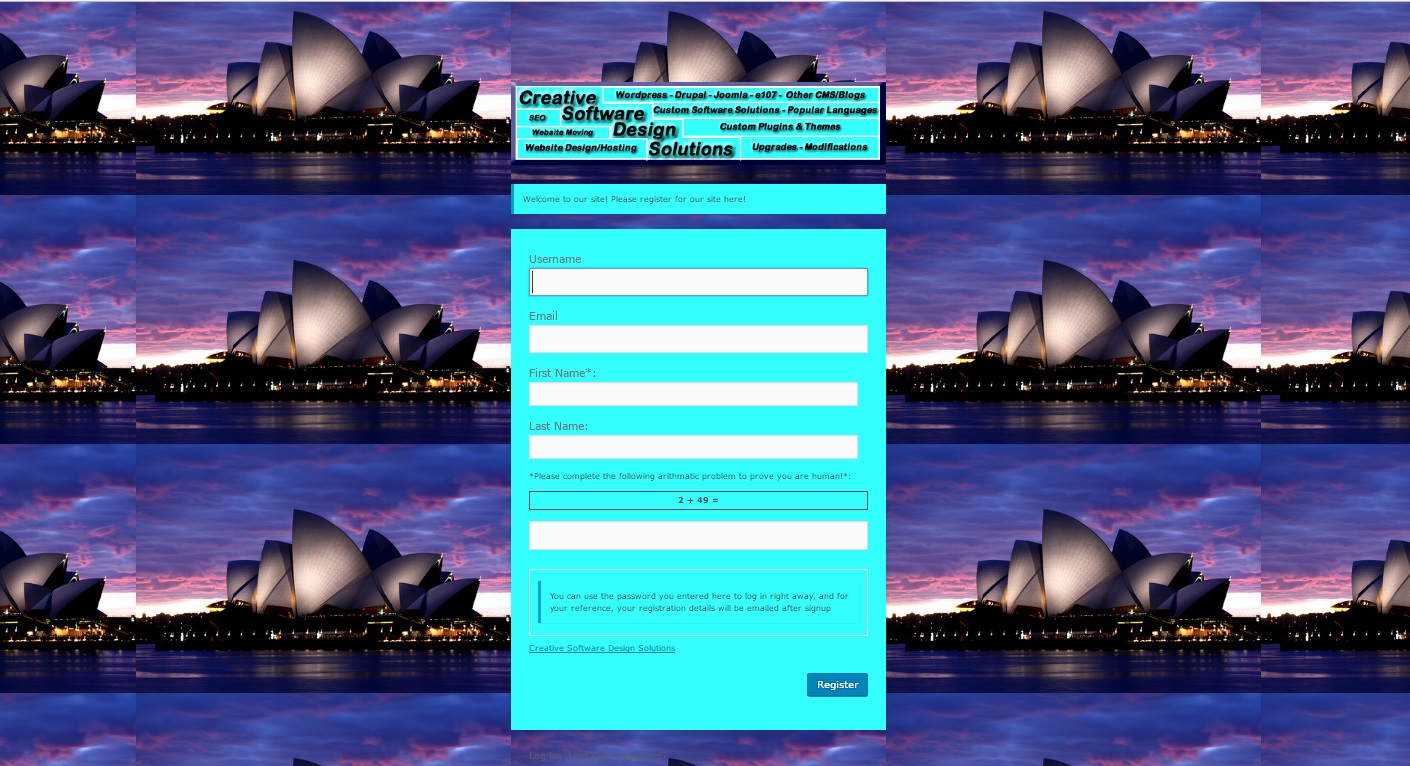 Creative
Wordpress - Drupal - Joomla - e107 - Other CMS/Blogs
SEO
Software
Custom Software Solutions - Popular Languages
Website Moving
Design
Custom Plugins & Themes
Website Design/Hosting
Solutions
Upgrades - Modifications
Welcome to our site! Please register for our site here!
Username
Email
First Name*:
Last Name:
*Please complete the following arithmatic problem to prove you are human!*:
2 + 49 =
You can use the password you entered here to log in right away, and for
your reference, your registration details will be emailed after signup
Creative Software Design Solutions
Register
Log in